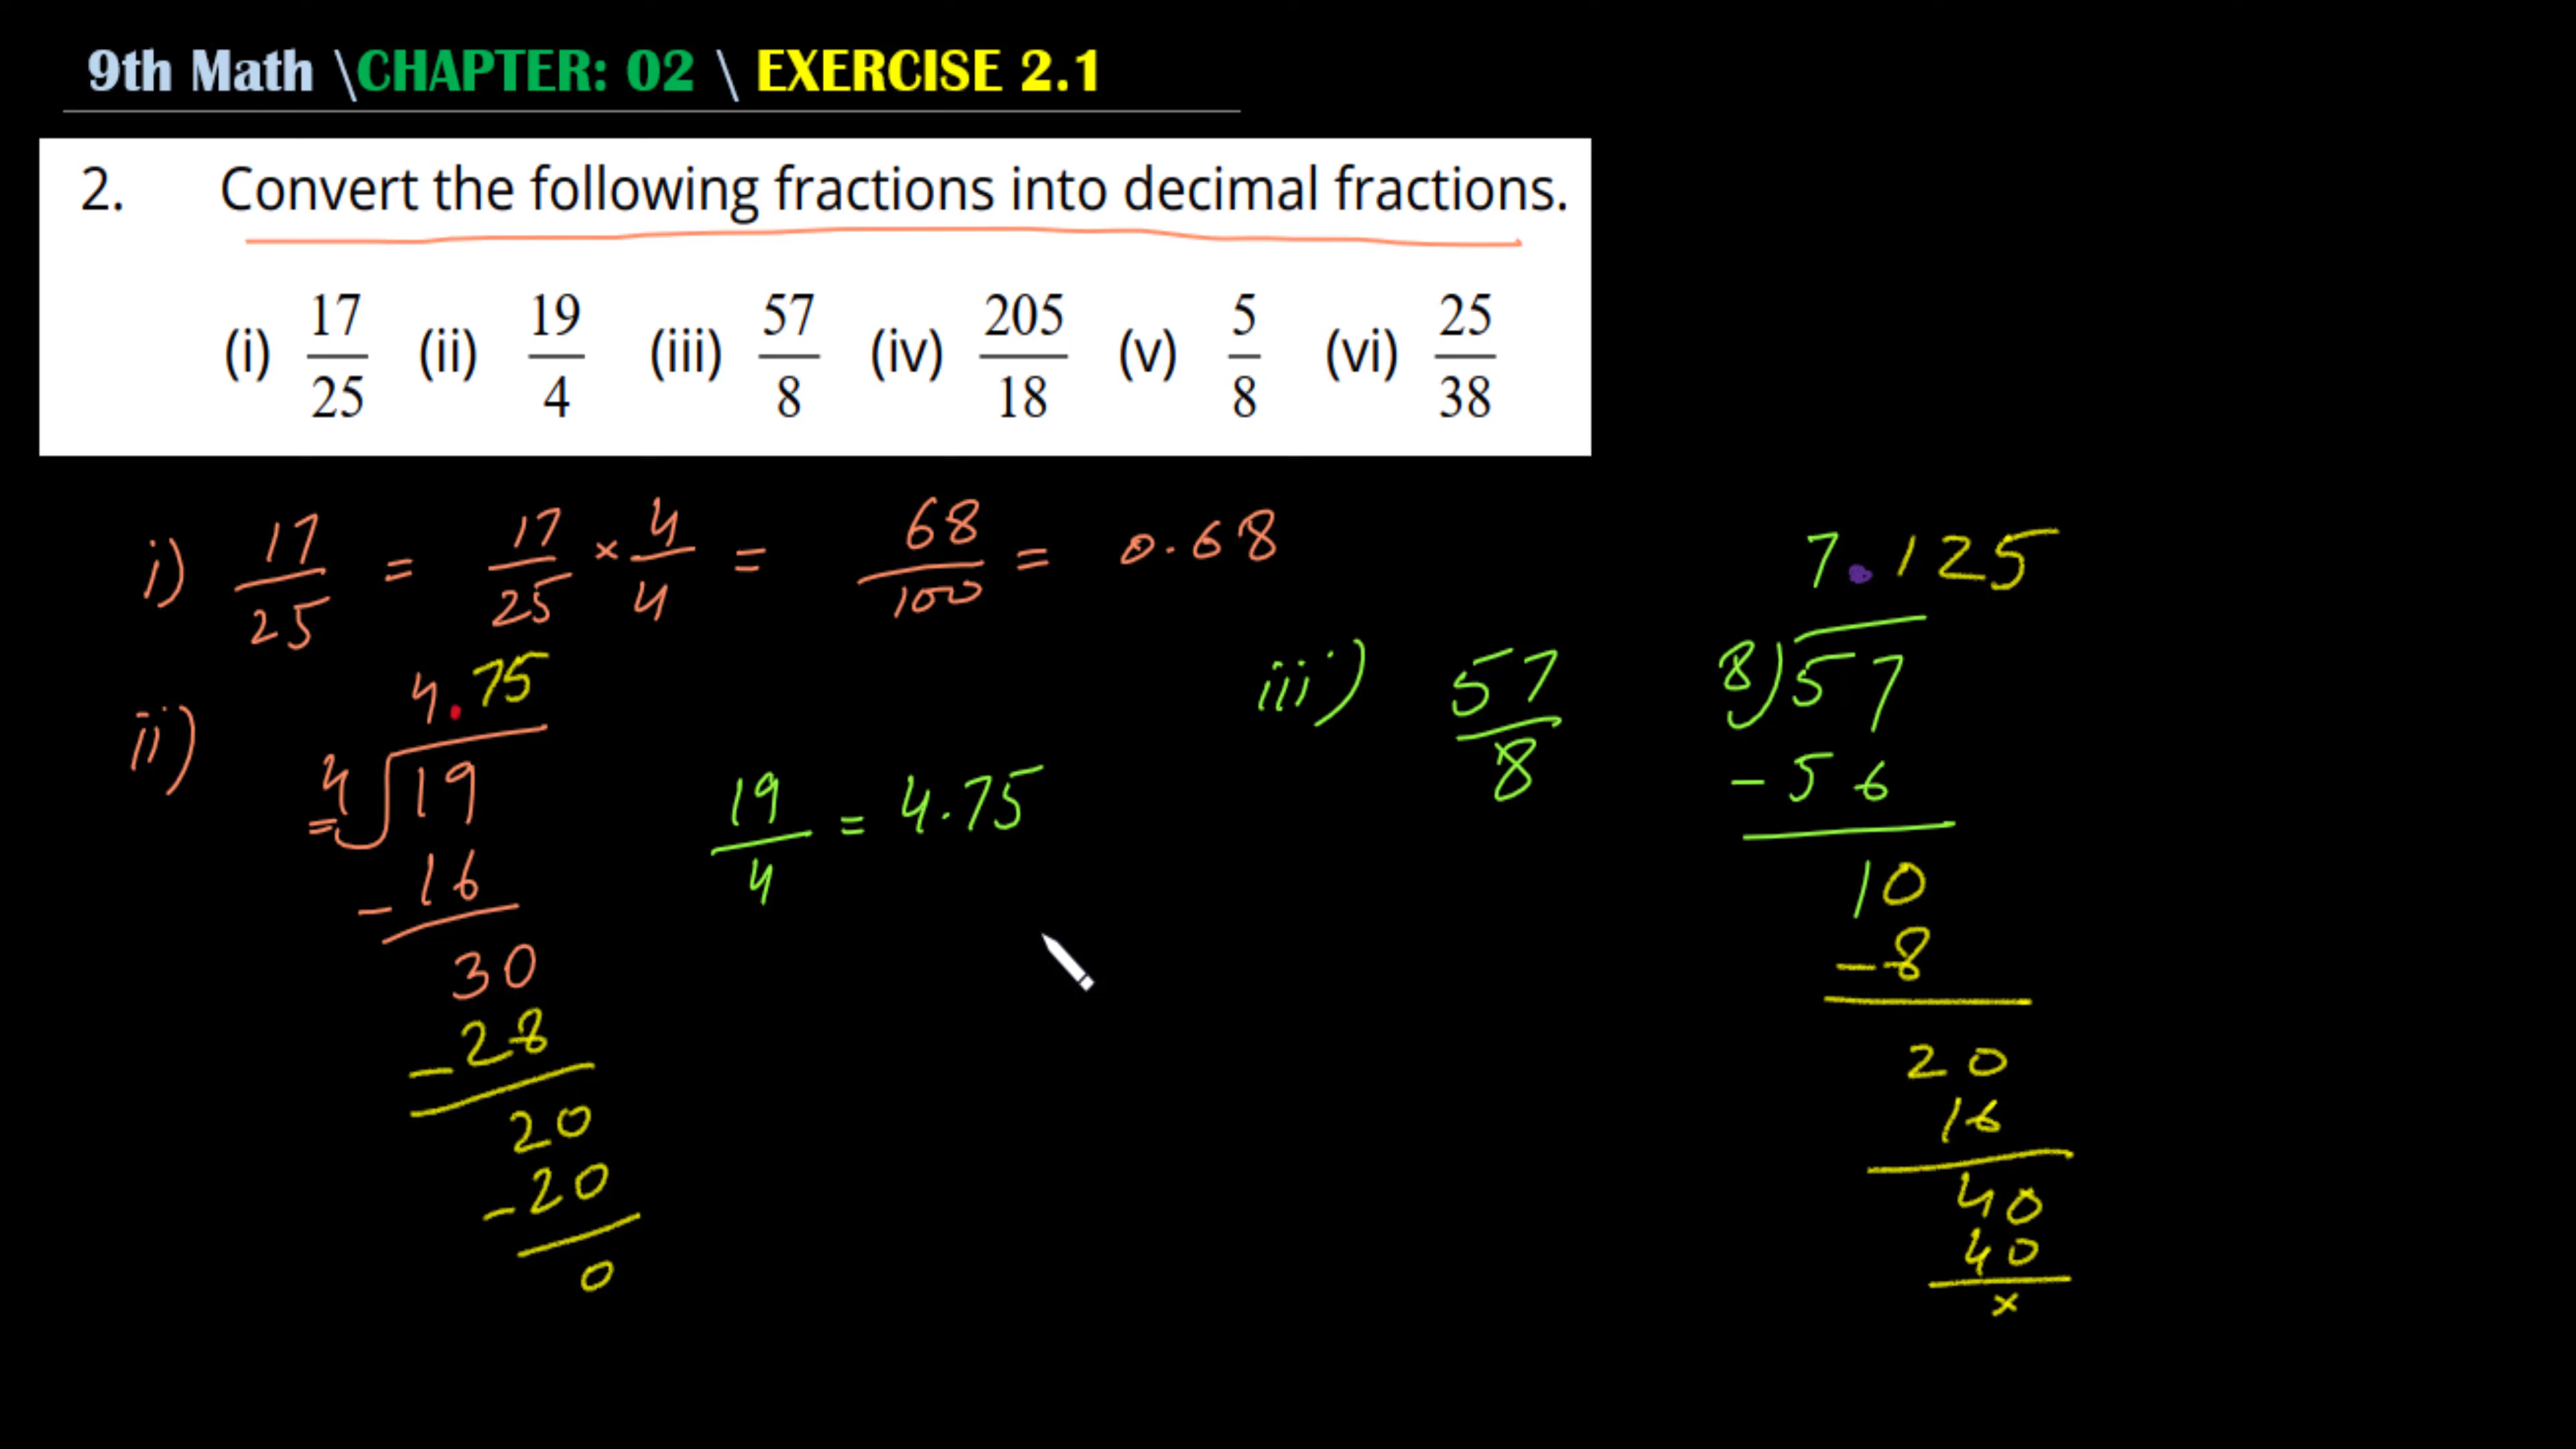 9th Math \CHAPTER: 02 \ EXERCISE 2.1
2. Convert the following fractions into decimal fractions.
(i) 17/25 (ii) 19/4 (iii) 57/8 (iv) 205/18 (v) 5/8 (vi) 25/38
i) 17/25 = 17/25 × 4/4 = 68/100 = 0.68
ii)
4.75
4)19
=
- 16
30
- 28
20
- 20
0
19/4 = 4.75
iii) 57/8
7.125
8)57
- 56
10
- 8
20
16
40
40
×